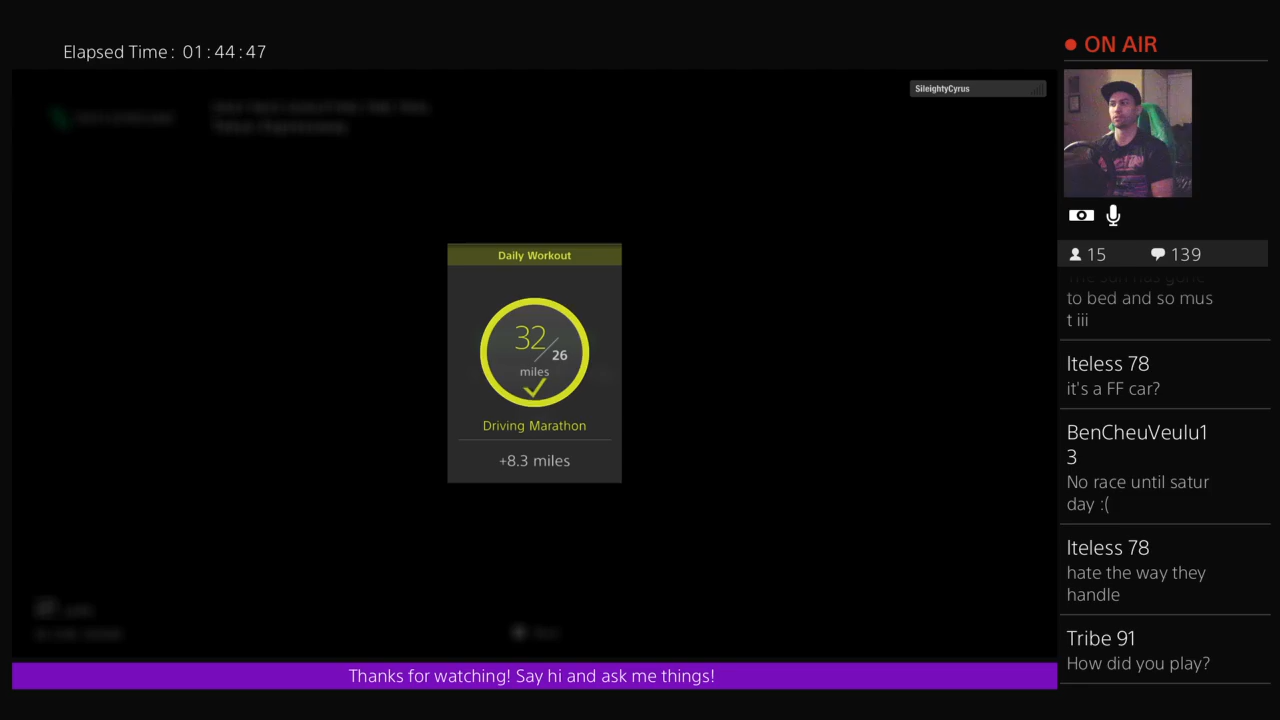 Elapsed Time: 01:44:47
ON AIR
SileightyCyrus
15
139
to bed and so mus
t iii
Iteless 78
it's a FF car?
BenCheuVeulu1
3
No race until satur
day :(
Iteless 78
hate the way they
handle
Tribe 91
How did you play?
Daily Workout
32/26
miles
Driving Marathon
+8.3 miles
Thanks for watching! Say hi and ask me things!